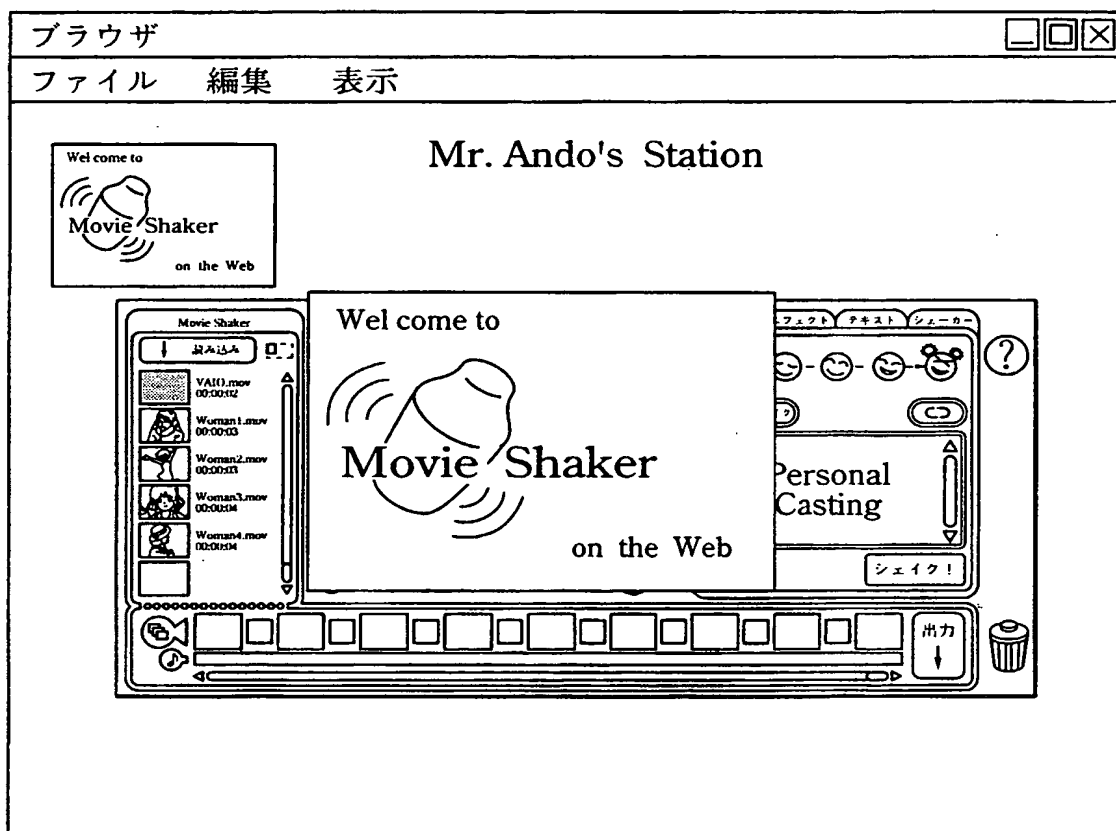 ブラウザ
ファイル 編集 表示
Mr. Ando's Station
Wel come to
Movie Shaker
on the Web
Movie Shaker
読み込み
VAIO.mov
00:00:02
Woman1.mov
00:00:03
Woman2.mov
00:00:03
Woman3.mov
00:00:04
Woman4.mov
00:00:04
Wel come to
Movie Shaker
on the Web
フェクト テキスト シェーカー
?
Personal
Casting
シェイク!
出力